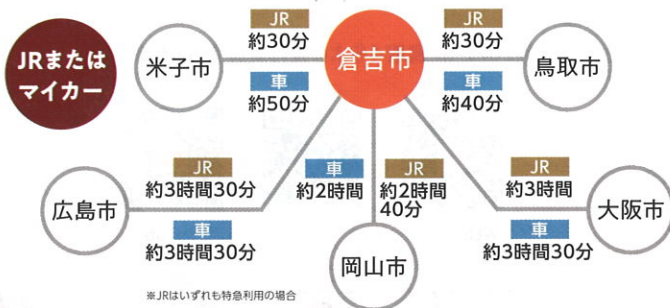 JRまたは
マイカー
米子市
JR
約30分
車
約50分
倉吉市
JR
約30分
車
約40分
鳥取市
広島市
JR
約3時間30分
車
約3時間30分
車
約2時間
JR
約2時間
40分
岡山市
JR
約3時間
車
約3時間30分
大阪市
※JRはいずれも特急利用の場合